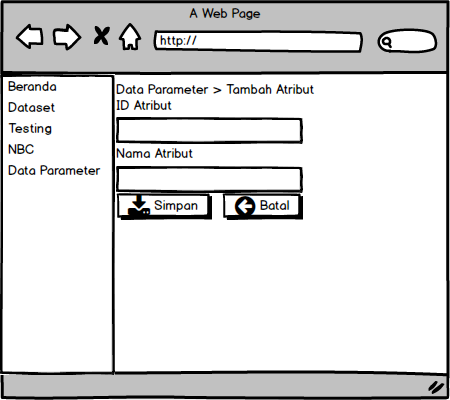 A Web Page
http://
Beranda
Dataset
Testing
NBC
Data Parameter
Data Parameter > Tambah Atribut
ID Atribut
Nama Atribut
Simpan
Batal